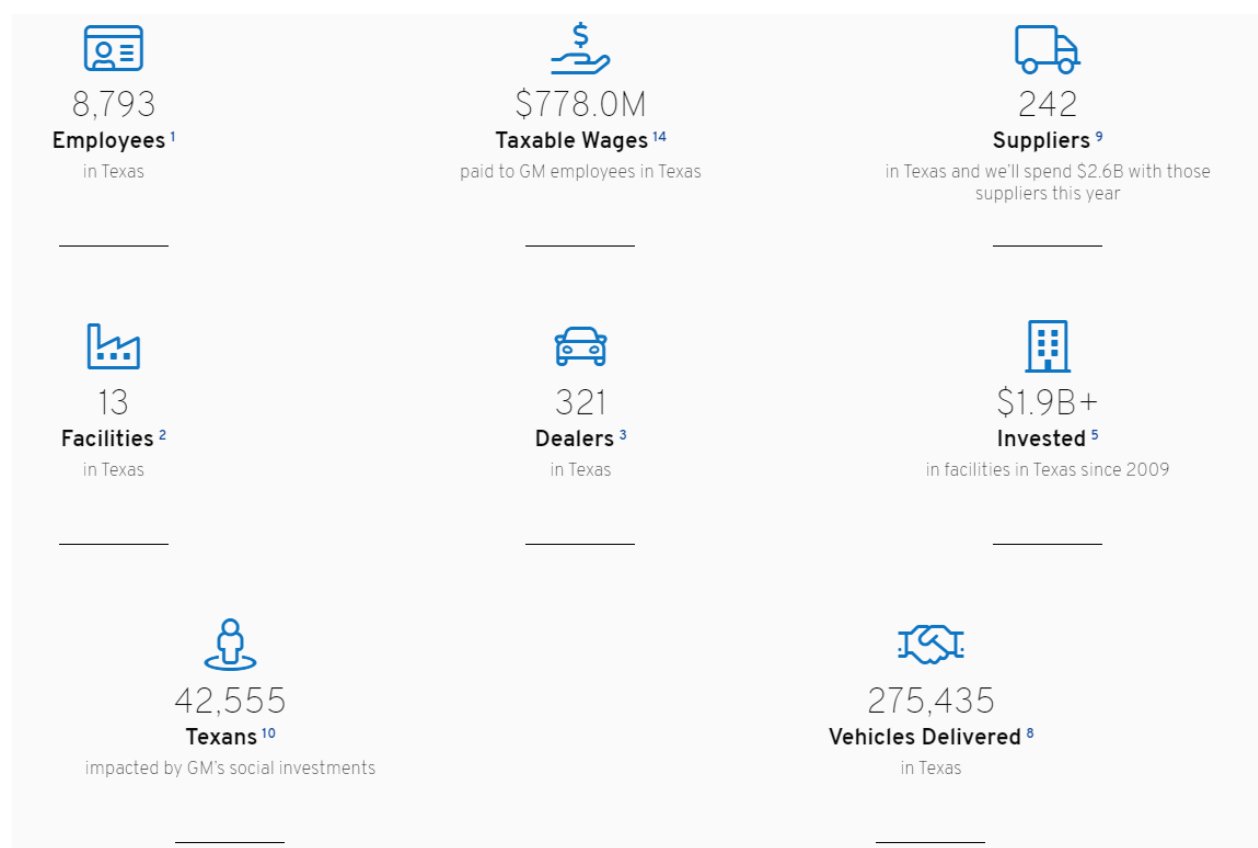 $
8,793
Employees 1
in Texas
$778.0M
Taxable Wages 14
paid to GM employees in Texas
242
Suppliers 9
in Texas and we'll spend $2.6B with those
suppliers this year
13
Facilities 2
in Texas
321
Dealers 3
in Texas
$1.9B+
Invested 5
in facilities in Texas since 2009
42,555
Texans 10
impacted by GM's social investments
275,435
Vehicles Delivered 8
in Texas